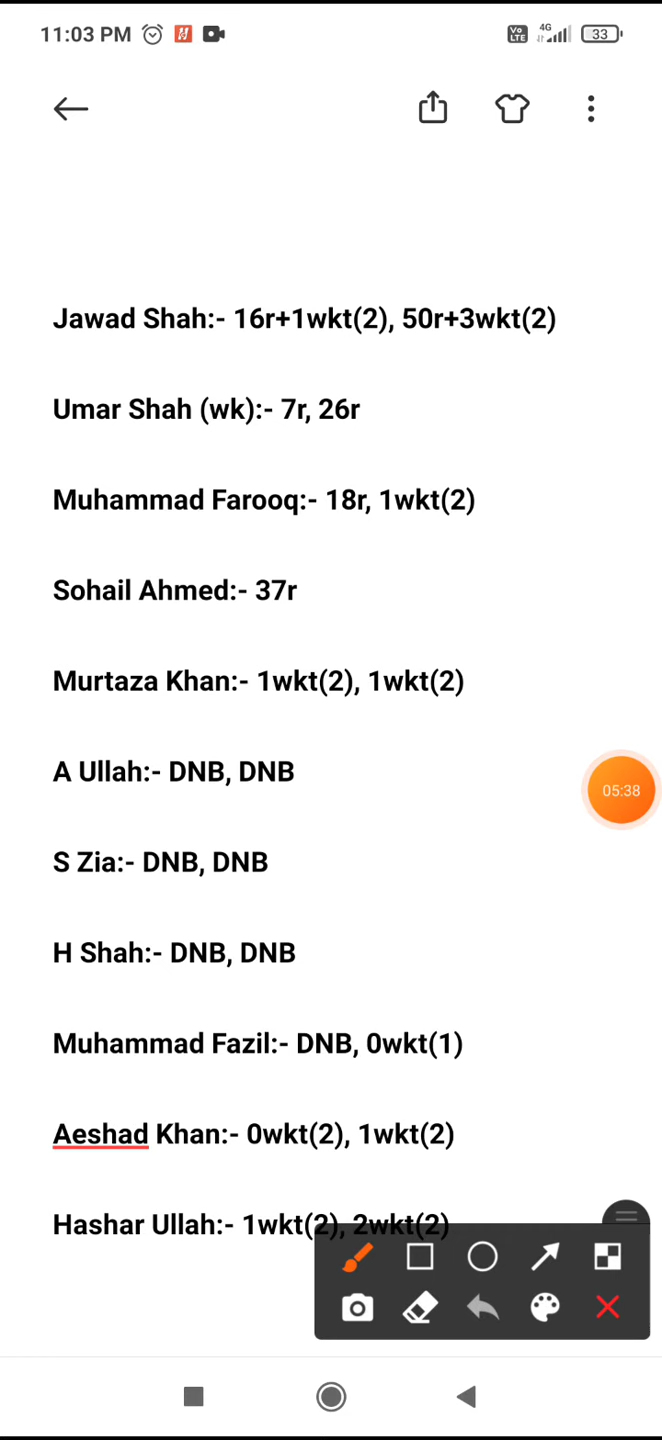 11:03 PM Vo LTE 4G 33
Jawad Shah:- 16r+1wkt(2), 50r+3wkt(2)
Umar Shah (wk):- 7r, 26r
Muhammad Farooq:- 18r, 1wkt(2)
Sohail Ahmed:- 37r
Murtaza Khan:- 1wkt(2), 1wkt(2)
A Ullah:- DNB, DNB
05:38
S Zia:- DNB, DNB
H Shah:- DNB, DNB
Muhammad Fazil:- DNB, 0wkt(1)
Aeshad Khan:- 0wkt(2), 1wkt(2)
Hashar Ullah:- 1wkt(2), 2wkt(2)